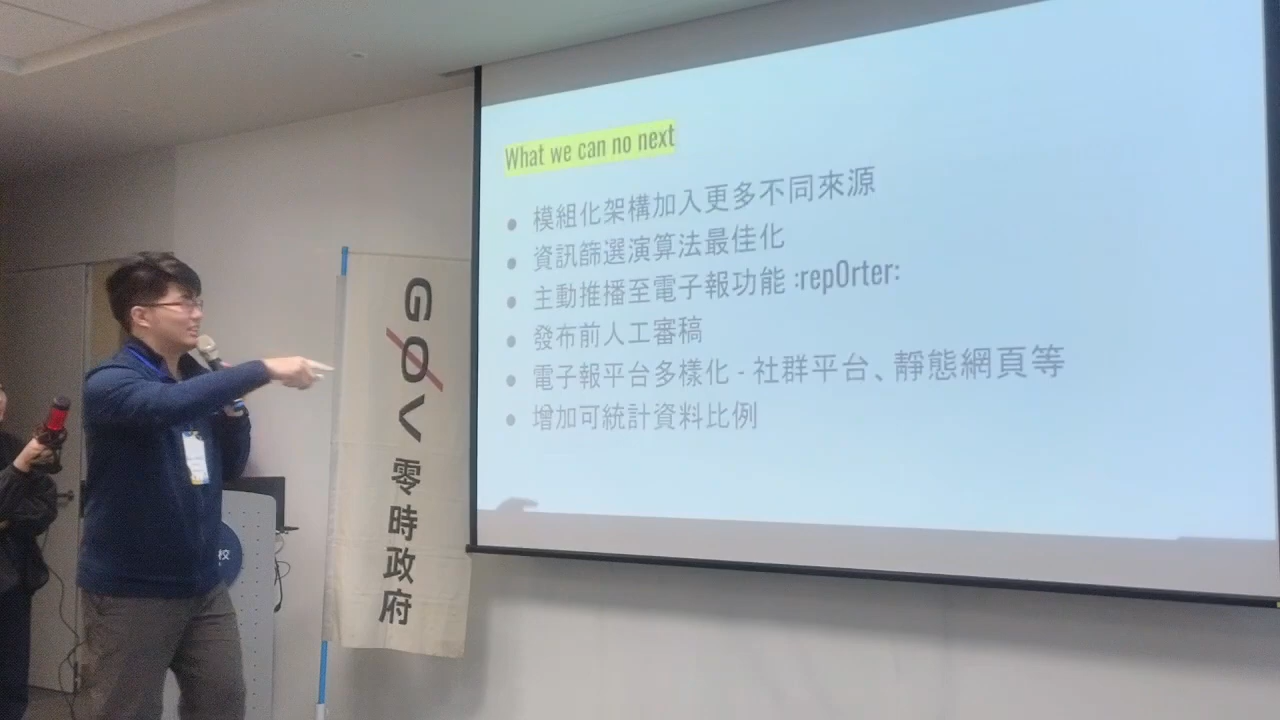 What we can no next
● 模組化架構加入更多不同來源
● 資訊篩選演算法最佳化
● 主動推播至電子報功能 :rep0rter:
● 發布前人工審稿
● 電子報平台多樣化 - 社群平台、靜態網頁等
● 增加可統計資料比例
G0V 零時政府
校